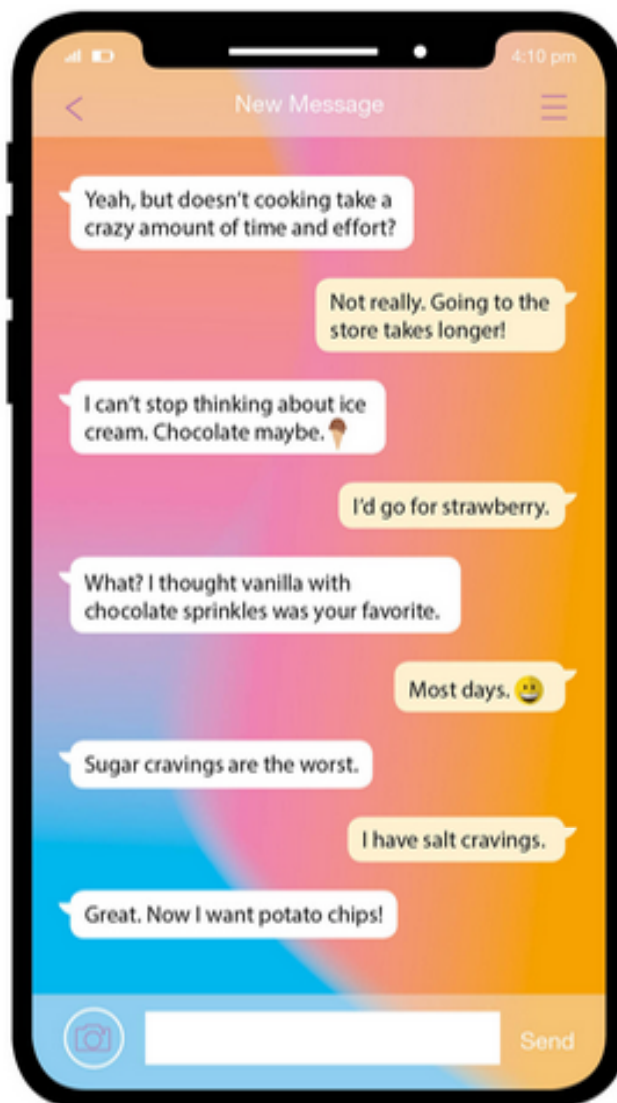 4:10 pm
New Message
Yeah, but doesn't cooking take a
crazy amount of time and effort?
Not really. Going to the
store takes longer!
I can't stop thinking about ice
cream. Chocolate maybe.🍦
I'd go for strawberry.
What? I thought vanilla with
chocolate sprinkles was your favorite.
Most days. 😀
Sugar cravings are the worst.
I have salt cravings.
Great. Now I want potato chips!
Send